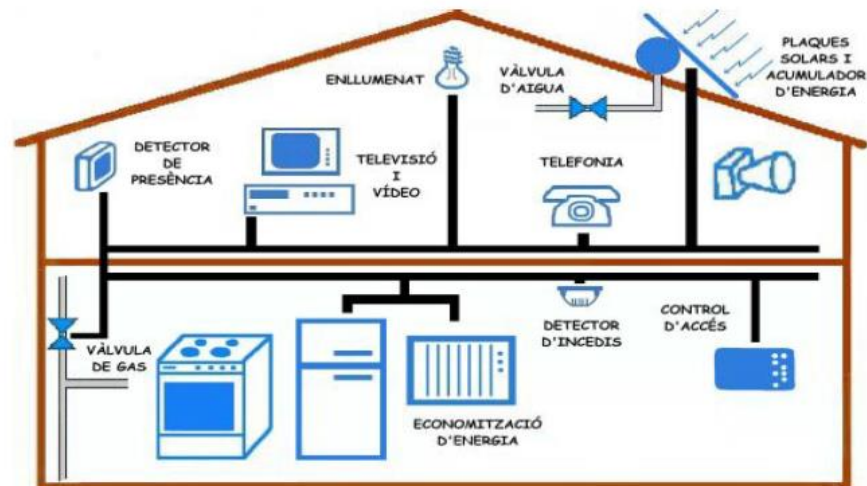 ENLLUMENAT
VÀLVULA
D'AIGUA
PLAQUES
SOLARS I
ACUMULADOR
D'ENERGIA
DETECTOR
DE
PRESÈNCIA
TELEVISIÓ
I
VÍDEO
TELEFONIA
VÀLVULA
DE GAS
ECONOMITZACIÓ
D'ENERGIA
DETECTOR
D'INCEDIS
CONTROL
D'ACCÉS